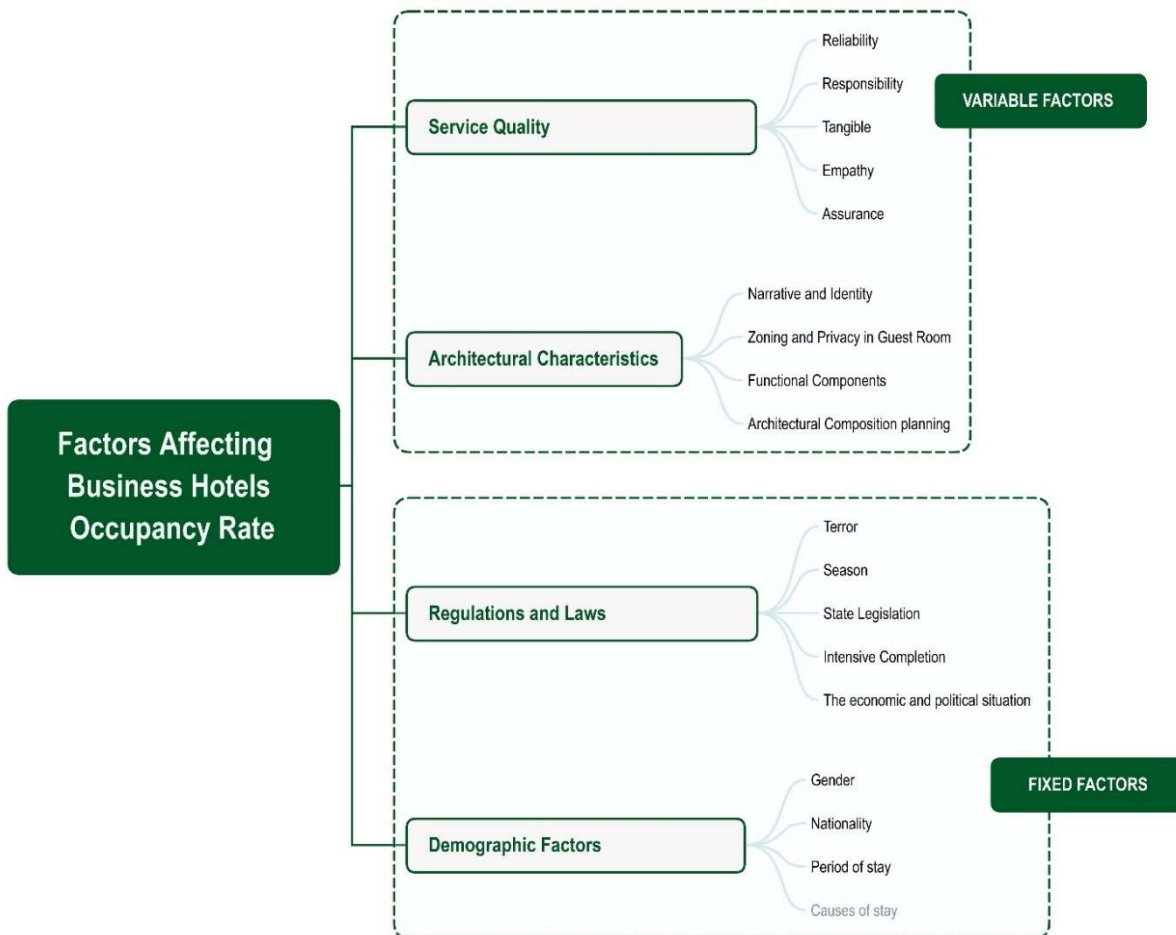 Factors Affecting
Business Hotels
Occupancy Rate
VARIABLE FACTORS
Service Quality
Reliability
Responsibility
Tangible
Empathy
Assurance
Architectural Characteristics
Narrative and Identity
Zoning and Privacy in Guest Room
Functional Components
Architectural Composition planning
FIXED FACTORS
Regulations and Laws
Terror
Season
State Legislation
Intensive Completion
The economic and political situation
Demographic Factors
Gender
Nationality
Period of stay
Causes of stay